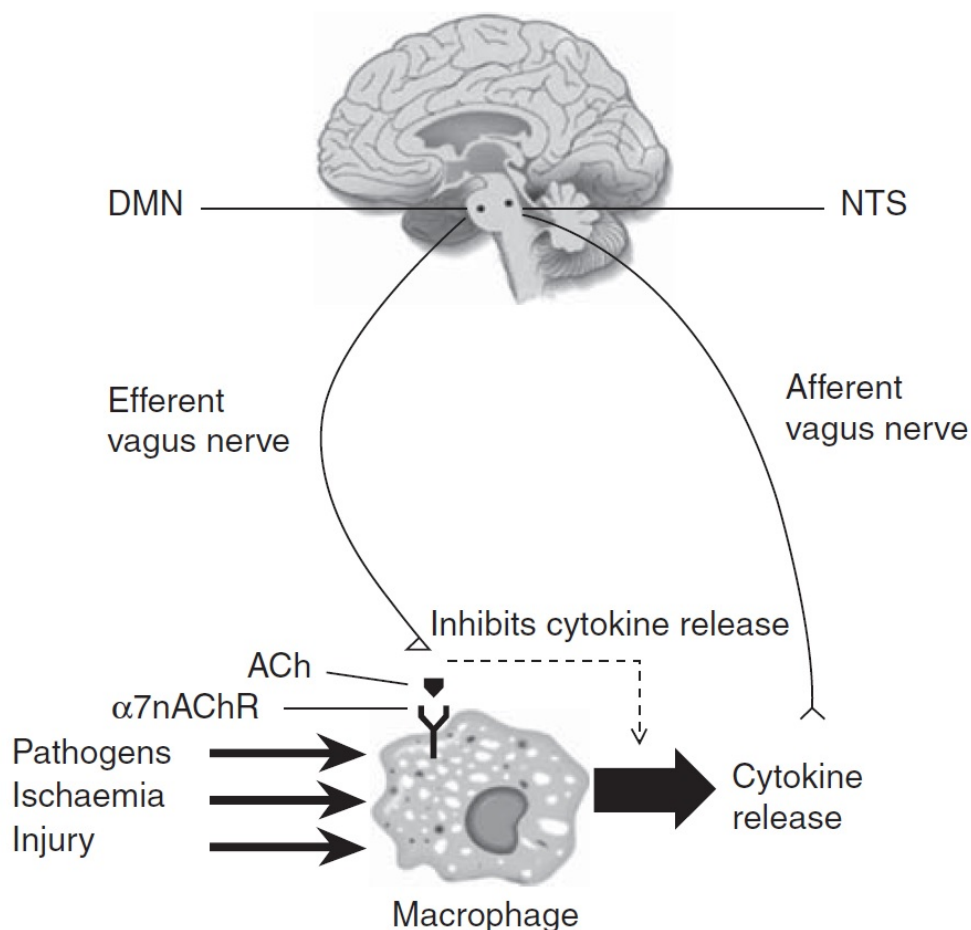 DMN
NTS
Efferent
vagus nerve
Afferent
vagus nerve
Inhibits cytokine release
ACh
α7nAChR
Pathogens
Ischaemia
Injury
Cytokine
release
Macrophage